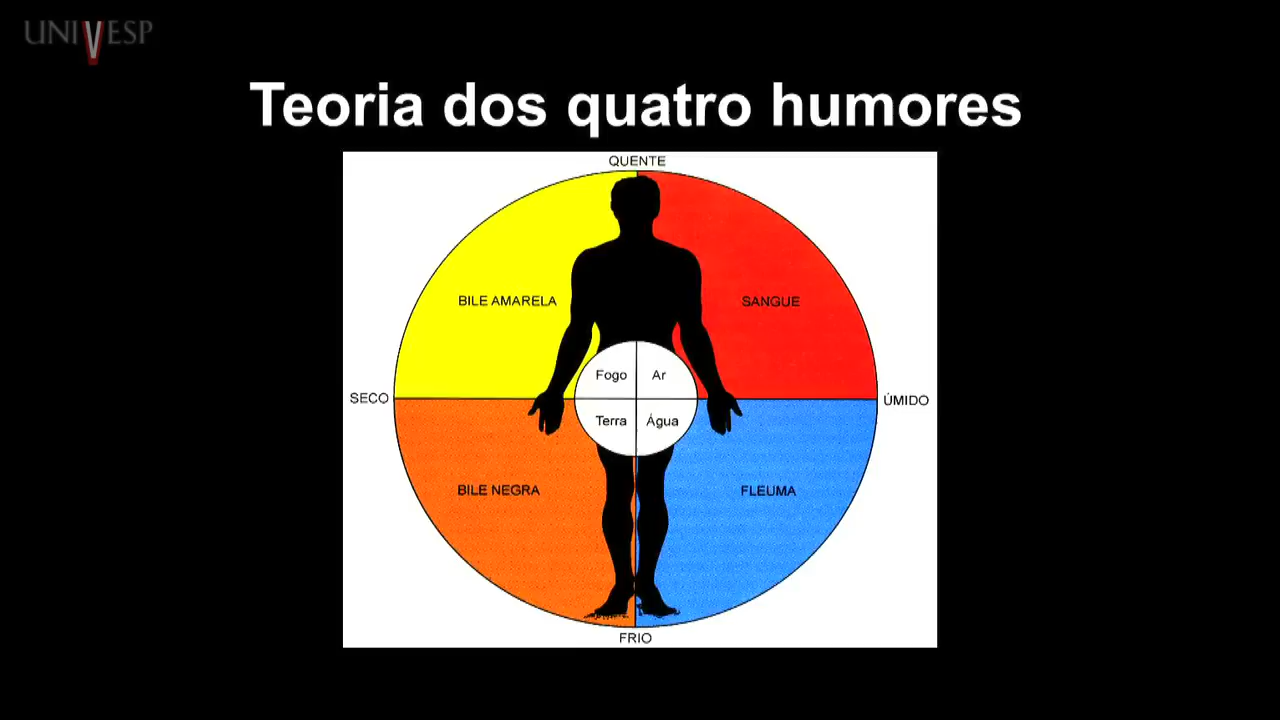 UNIVESP
Teoria dos quatro humores
QUENTE
BILE AMARELA
SANGUE
Fogo
Ar
SECO
ÚMIDO
Terra
Água
BILE NEGRA
FLEUMA
FRIO